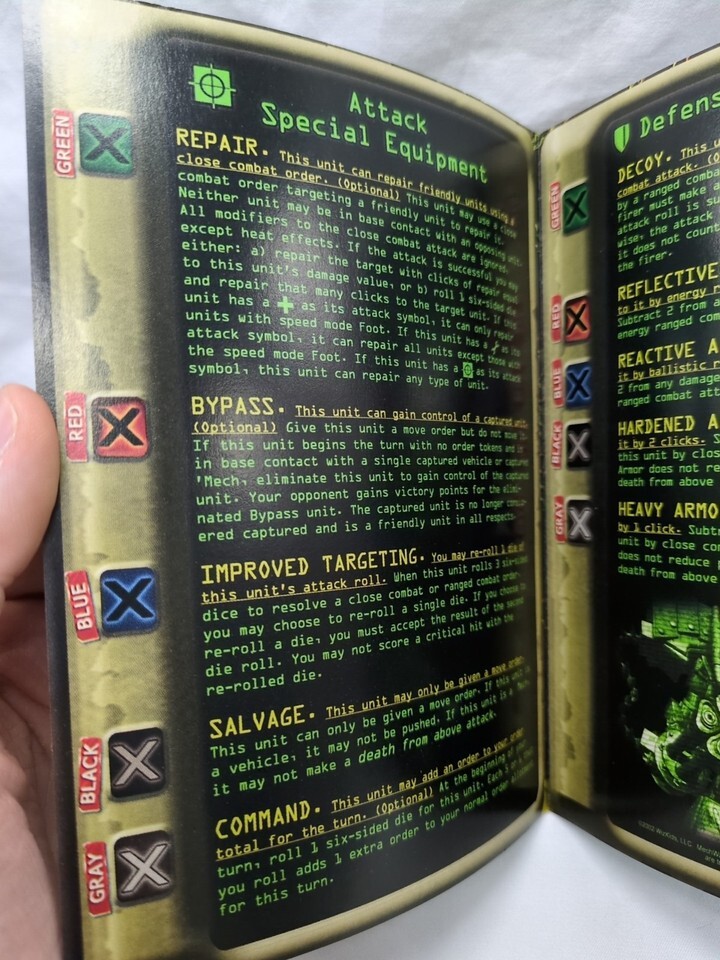 Attack
Special Equipment
GREEN
REPAIR. This unit can repair friendly units using a
close combat order. (Optional) This unit may use a close
combat order targeting a friendly unit to repair it.
Neither unit may be in base contact with an opposing unit.
All modifiers to the close combat attack are ignored,
except heat effects. If the attack is successful you may
either: a) repair the target with clicks of repair equal
to this unit's damage value, or b) roll 1 six-sided die
and repair that many clicks to the target unit. If this
unit has a ✚ as its attack symbol, it can only repair
units with speed mode Foot. If this unit has a as its
attack symbol, it can repair all units except those with
the speed mode Foot. If this unit has a as its attack
symbol, this unit can repair any type of unit.
RED
BYPASS. This unit can gain control of a captured unit.
(Optional) Give this unit a move order but do not move it.
If this unit begins the turn with no order tokens and is
in base contact with a single captured vehicle or captured
'Mech, eliminate this unit to gain control of the captured
unit. Your opponent gains victory points for the elimi-
nated Bypass unit. The captured unit is no longer consid-
ered captured and is a friendly unit in all respects.
BLUE
IMPROVED TARGETING. You may re-roll 1 die of
this unit's attack roll. When this unit rolls 3 six-sided
dice to resolve a close combat or ranged combat order,
you may choose to re-roll a single die. If you choose to
re-roll a die, you must accept the result of the second
die roll. You may not score a critical hit with the
re-rolled die.
BLACK
SALVAGE. This unit may only be given a move order.
This unit can only be given a move order. If this unit is
a vehicle, it may not be pushed. If this unit is a 'Mech,
it may not make a death from above attack.
GRAY
COMMAND. This unit may add an order to your order
total for the turn. (Optional) At the beginning of your
turn, roll 1 six-sided die for this unit. Each
you roll adds 1 extra order to your normal order allotment
for this turn.
Defens
GREEN
DECOY. This u
combat attack. (O
by a ranged comba
firer must make a
attack roll is su
wise, the attack
it does not count
the firer.
RED
REFLECTIVE
to it by energy r
Subtract 2 from a
energy ranged com
BLUE
REACTIVE A
it by ballistic r
2 from any damage
ranged combat att
BLACK
HARDENED A
it by 2 clicks. S
this unit by clos
Armor does not re
death from above
GRAY
HEAVY ARMO
by 1 click. Subtr
unit by close com
does not reduce
death from above
©2002 WizKids, LLC. MechW
are t